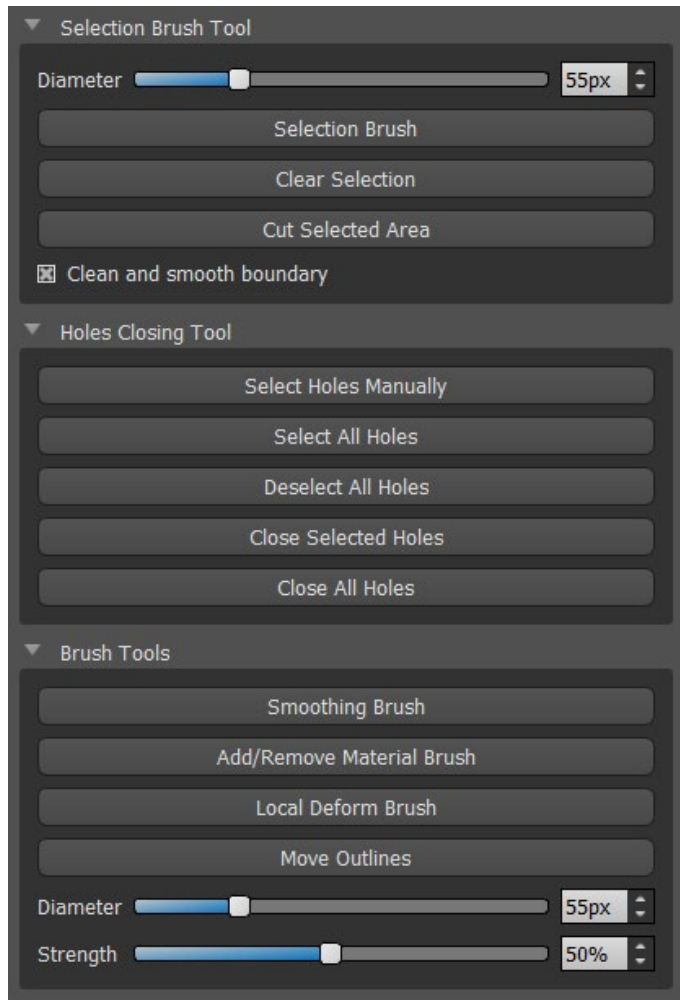 Selection Brush Tool
Diameter 55px
Selection Brush
Clear Selection
Cut Selected Area
Clean and smooth boundary
Holes Closing Tool
Select Holes Manually
Select All Holes
Deselect All Holes
Close Selected Holes
Close All Holes
Brush Tools
Smoothing Brush
Add/Remove Material Brush
Local Deform Brush
Move Outlines
Diameter 55px
Strength 50%